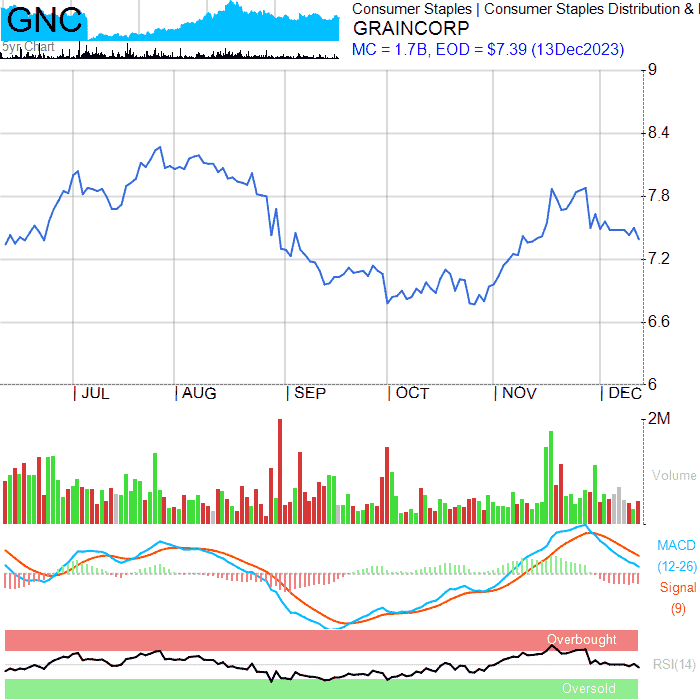 GNC
5yr Chart
Consumer Staples | Consumer Staples Distribution &
GRAINCORP
MC = 1.7B, EOD = $7.39 (13Dec2023)
9
8.4
7.8
7.2
6.6
6
| JUL | AUG | SEP | OCT | NOV | DEC
2M
Volume
MACD
(12-26)
Signal
(9)
Overbought
RSI(14)
Oversold